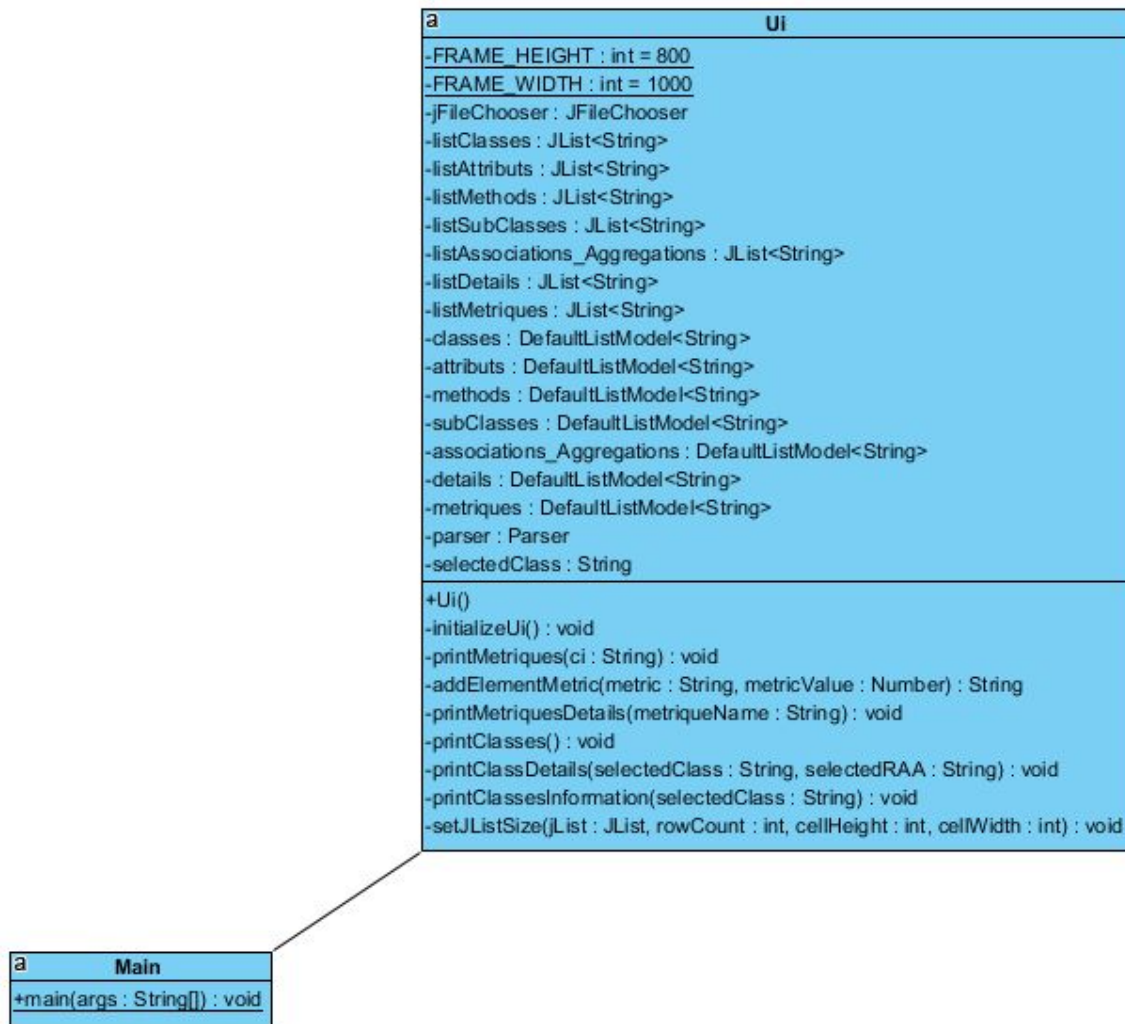 a
Ui
-FRAME_HEIGHT : int = 800
-FRAME_WIDTH : int = 1000
-jFileChooser : JFileChooser
-listClasses : JList<String>
-listAttributs : JList<String>
-listMethods : JList<String>
-listSubClasses : JList<String>
-listAssociations_Aggregations : JList<String>
-listDetails : JList<String>
-listMetriques : JList<String>
-classes : DefaultListModel<String>
-attributs : DefaultListModel<String>
-methods : DefaultListModel<String>
-subClasses : DefaultListModel<String>
-associations_Aggregations : DefaultListModel<String>
-details : DefaultListModel<String>
-metriques : DefaultListModel<String>
-parser : Parser
-selectedClass : String
+Ui()
-initializeUi() : void
-printMetriques(ci : String) : void
-addElementMetric(metric : String, metricValue : Number) : String
-printMetriquesDetails(metriqueName : String) : void
-printClasses() : void
-printClassDetails(selectedClass : String, selectedRAA : String) : void
-printClassesInformation(selectedClass : String) : void
-setJListSize(jList : JList, rowCount : int, cellHeight : int, cellWidth : int) : void
a
Main
+main(args : String[]) : void